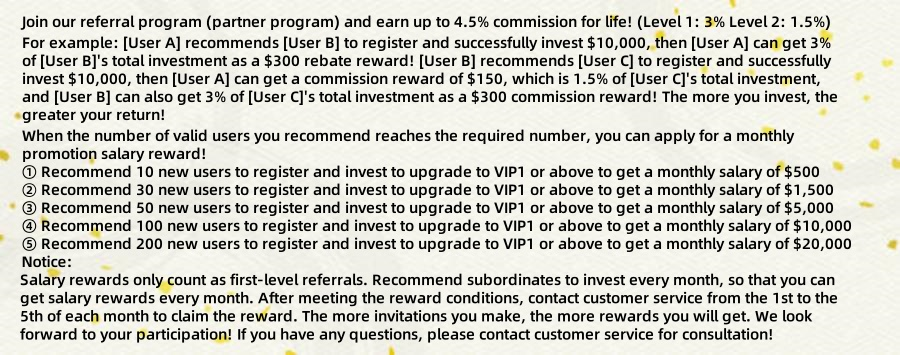 Join our referral program (partner program) and earn up to 4.5% commission for life! (Level 1: 3% Level 2: 1.5%)
For example: [User A] recommends [User B] to register and successfully invest $10,000, then [User A] can get 3%
of [User B]'s total investment as a $300 rebate reward! [User B] recommends [User C] to register and successfully
invest $10,000, then [User A] can get a commission reward of $150, which is 1.5% of [User C]'s total investment,
and [User B] can also get 3% of [User C]'s total investment as a $300 commission reward! The more you invest, the
greater your return!
When the number of valid users you recommend reaches the required number, you can apply for a monthly
promotion salary reward!
① Recommend 10 new users to register and invest to upgrade to VIP1 or above to get a monthly salary of $500
② Recommend 30 new users to register and invest to upgrade to VIP1 or above to get a monthly salary of $1,500
③ Recommend 50 new users to register and invest to upgrade to VIP1 or above to get a monthly salary of $5,000
④ Recommend 100 new users to register and invest to upgrade to VIP1 or above to get a monthly salary of $10,000
⑤ Recommend 200 new users to register and invest to upgrade to VIP1 or above to get a monthly salary of $20,000
Notice:
Salary rewards only count as first-level referrals. Recommend subordinates to invest every month, so that you can
get salary rewards every month. After meeting the reward conditions, contact customer service from the 1st to the
5th of each month to claim the reward. The more invitations you make, the more rewards you will get. We look
forward to your participation! If you have any questions, please contact customer service for consultation!